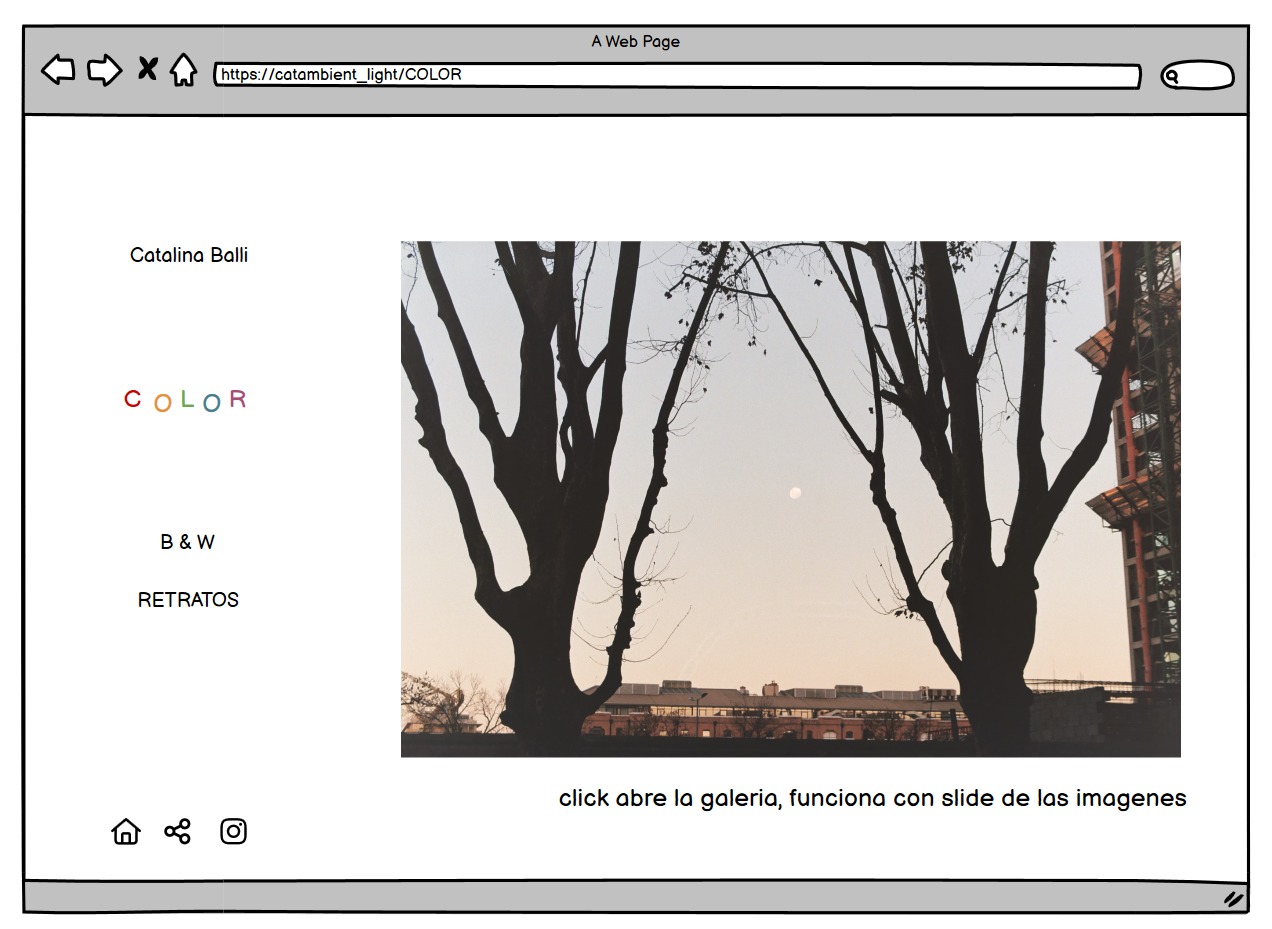 A Web Page
https://catambient_light/COLOR
Catalina Balli
COLOR
B & W
RETRATOS
click abre la galeria, funciona con slide de las imagenes